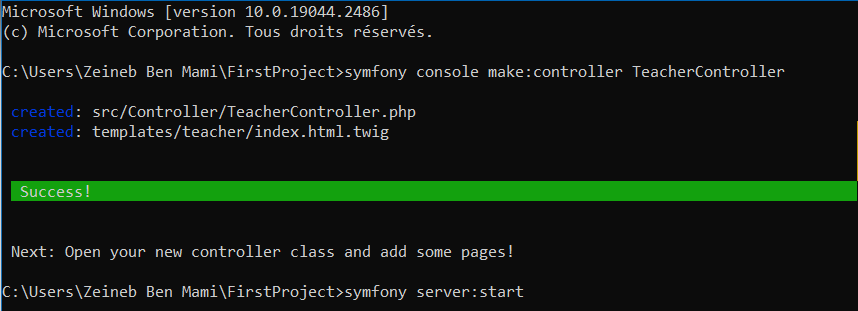 Microsoft Windows [version 10.0.19044.2486]
(c) Microsoft Corporation. Tous droits réservés.
C:\Users\Zeineb Ben Mami\FirstProject>symfony console make:controller TeacherController
created: src/Controller/TeacherController.php
created: templates/teacher/index.html.twig
Success!
Next: Open your new controller class and add some pages!
C:\Users\Zeineb Ben Mami\FirstProject>symfony server:start